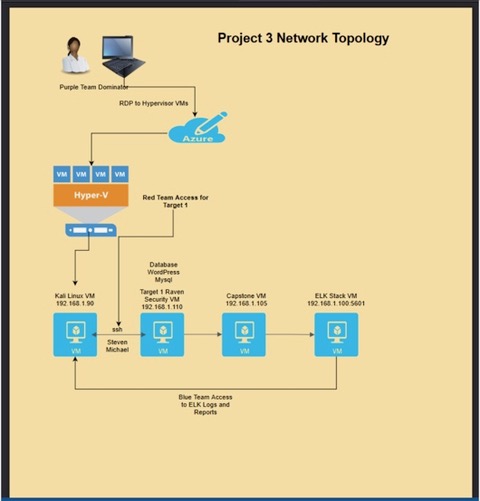 Project 3 Network Topology
Purple Team Dominator
RDP to Hypervisor VMs
Azure
VM VM VM VM
Hyper-V
Red Team Access for
Target 1
Database
WordPress
Mysql
Kali Linux VM
192.168.1.90
Target 1 Raven
Security VM
192.168.1.110
Capstone VM
192.168.1.105
ELK Stack VM
192.168.1.100:5601
ssh
Steven
Michael
VM
VM
VM
VM
Blue Team Access
to ELK Logs and
Reports